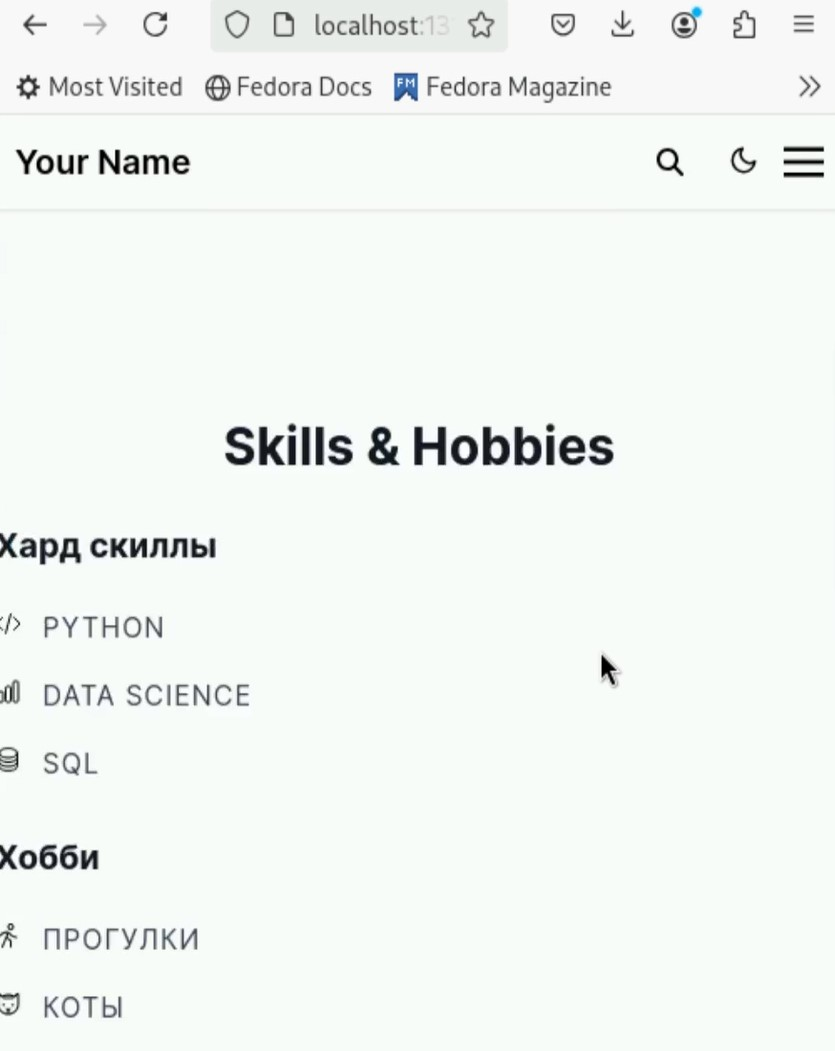 localhost:13
Most Visited Fedora Docs FM Fedora Magazine
Your Name
Skills & Hobbies
Хард скиллы
</> PYTHON
DATA SCIENCE
SQL
Хобби
ПРОГУЛКИ
КОТЫ